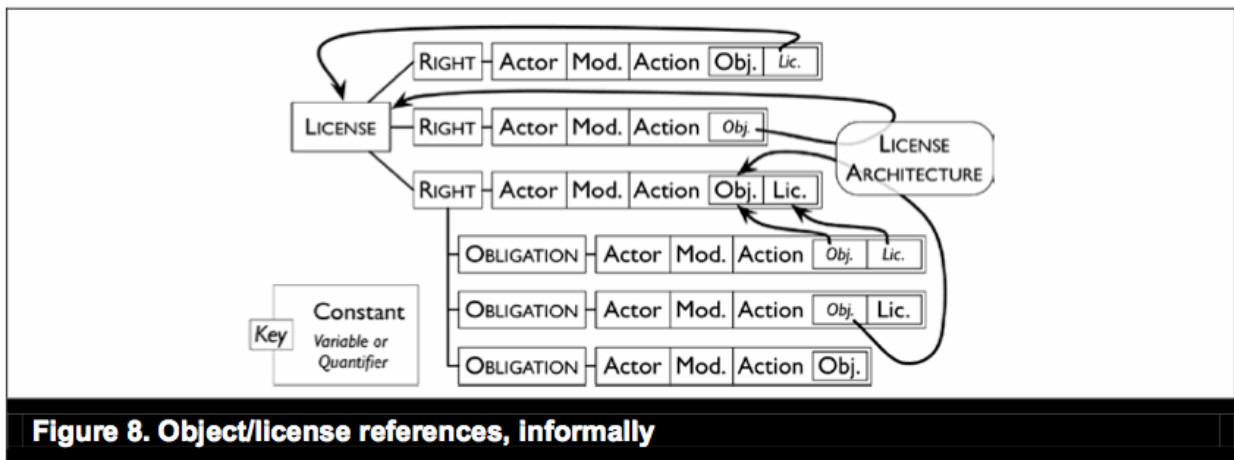 RIGHT Actor Mod. Action Obj. Lic.
LICENSE RIGHT Actor Mod. Action Obj. LICENSE
ARCHITECTURE
RIGHT Actor Mod. Action Obj. Lic.
OBLIGATION Actor Mod. Action Obj. Lic.
Key Constant
Variable or
Quantifier
OBLIGATION Actor Mod. Action Obj. Lic.
OBLIGATION Actor Mod. Action Obj.
Figure 8. Object/license references, informally